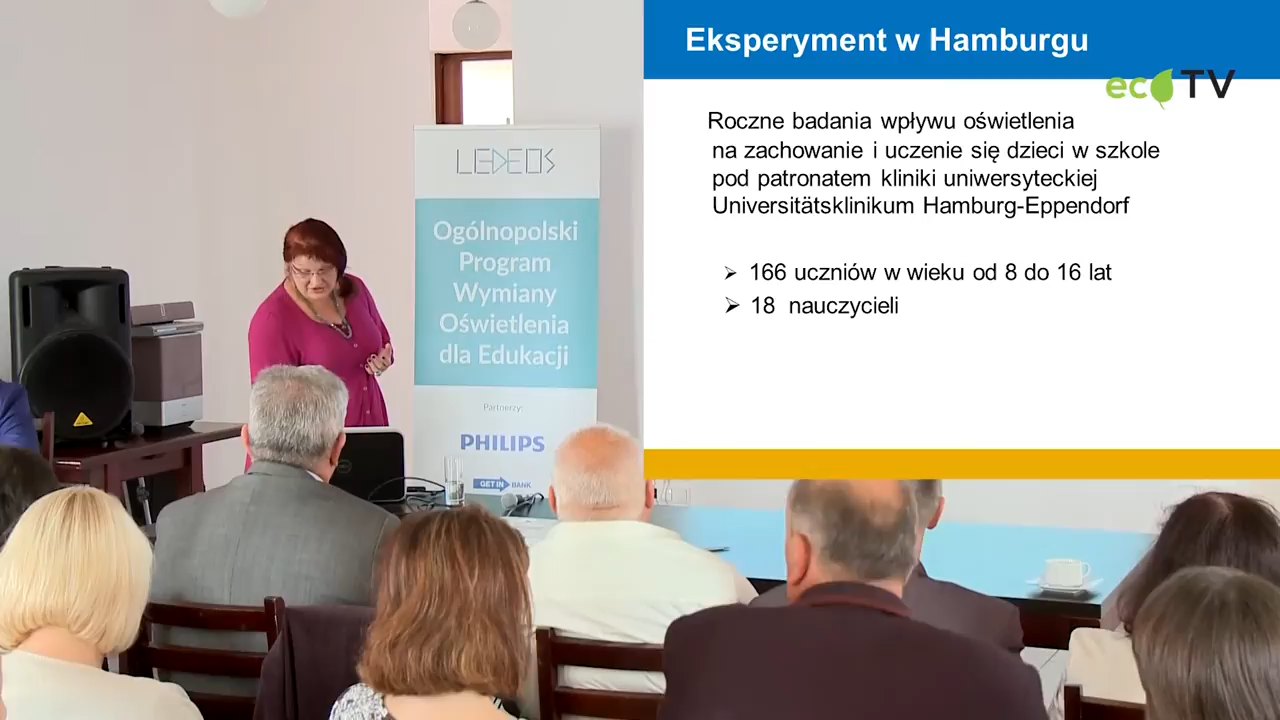 Eksperyment w Hamburgu
ecoTV
Roczne badania wpływu oświetlenia
na zachowanie i uczenie się dzieci w szkole
pod patronatem kliniki uniwersyteckiej
Universitätsklinikum Hamburg-Eppendorf
166 uczniów w wieku od 8 do 16 lat
18 nauczycieli
LEDEOS
Ogólnopolski
Program
Wymiany
Oświetlenia
dla Edukacji
Partnerzy:
PHILIPS
GET IN BANK